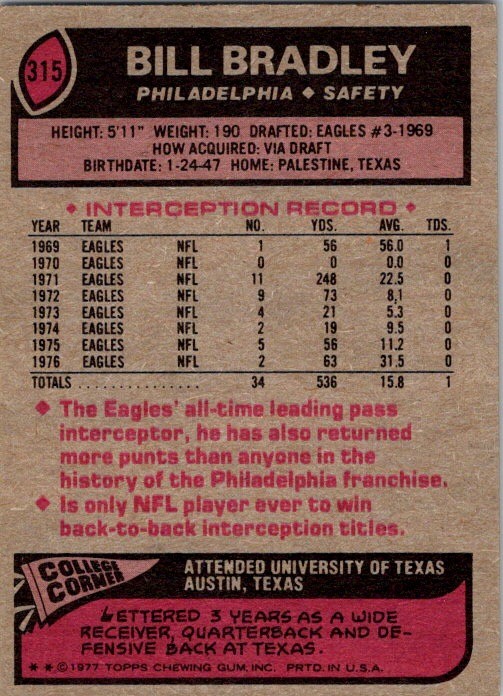 315
BILL BRADLEY
PHILADELPHIA ◆ SAFETY
HEIGHT: 5'11" WEIGHT: 190 DRAFTED: EAGLES #3-1969
HOW ACQUIRED: VIA DRAFT
BIRTHDATE: 1-24-47 HOME: PALESTINE, TEXAS
◆ INTERCEPTION RECORD ◆
YEAR TEAM NO. YDS. AVG. TDS.
1969 EAGLES NFL 1 56 56.0 1
1970 EAGLES NFL 0 0 0.0 0
1971 EAGLES NFL 11 248 22.5 0
1972 EAGLES NFL 9 73 8.1 0
1973 EAGLES NFL 4 21 5.3 0
1974 EAGLES NFL 2 19 9.5 0
1975 EAGLES NFL 5 56 11.2 0
1976 EAGLES NFL 2 63 31.5 0
TOTALS ................ 34 536 15.8 1
◆ The Eagles' all-time leading pass
interceptor, he has also returned
more punts than anyone in the
history of the Philadelphia franchise.
◆ Is only NFL player ever to win
back-to-back interception titles.
COLLEGE
CORNER
ATTENDED UNIVERSITY OF TEXAS
AUSTIN, TEXAS
LETTERED 3 YEARS AS A WIDE
RECEIVER, QUARTERBACK AND DE-
FENSIVE BACK AT TEXAS.
* * © 1977 TOPPS CHEWING GUM, INC. PRTD. IN U.S.A.